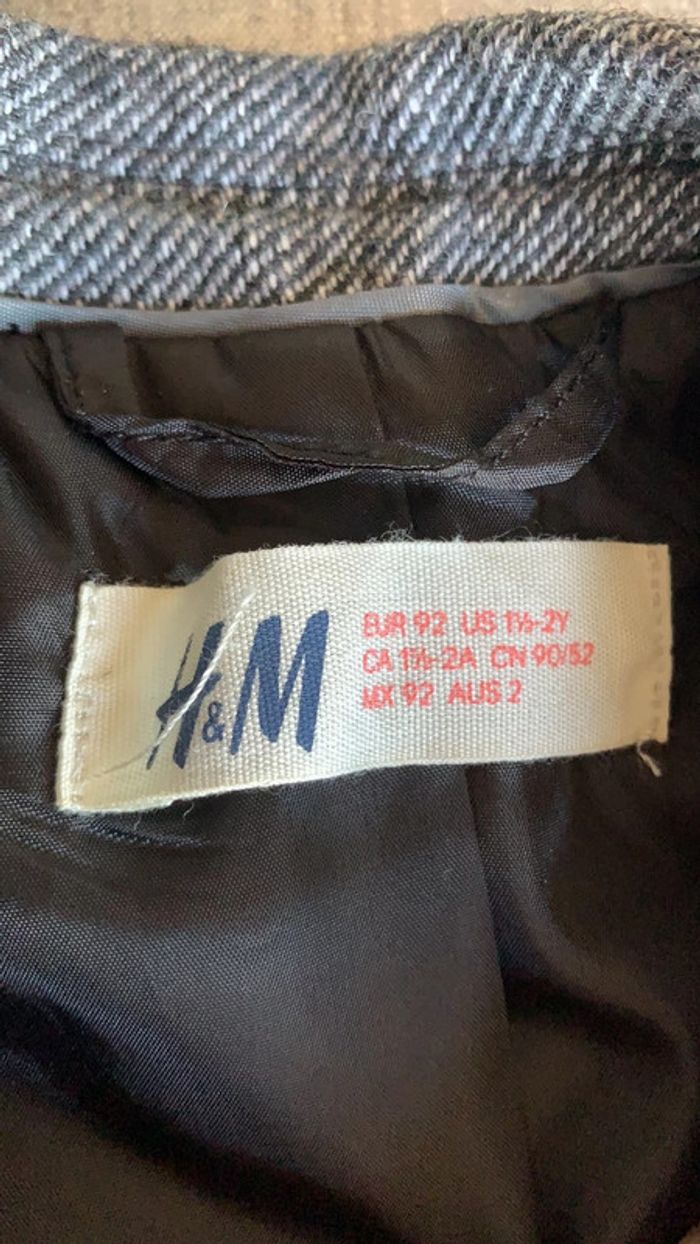 H&M
EUR 92 US 1½-2Y
CA 1½-2A CN 90/52
MX 92 AUS 2